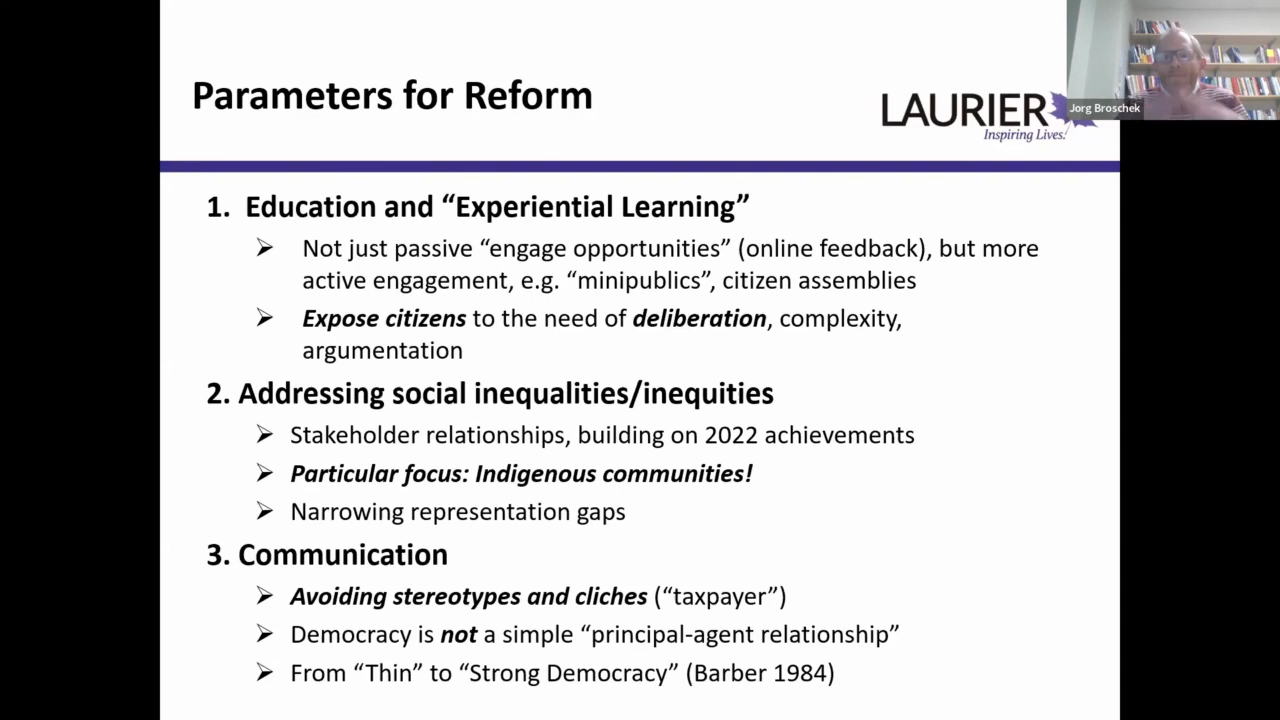 Parameters for Reform
LAURIER
Inspiring Lives.
Jorg Broschek
1. Education and “Experiential Learning”
➢ Not just passive “engage opportunities” (online feedback), but more
active engagement, e.g. “minipublics”, citizen assemblies
➢ Expose citizens to the need of deliberation, complexity,
argumentation
2. Addressing social inequalities/inequities
➢ Stakeholder relationships, building on 2022 achievements
➢ Particular focus: Indigenous communities!
➢ Narrowing representation gaps
3. Communication
➢ Avoiding stereotypes and cliches (“taxpayer”)
➢ Democracy is not a simple “principal-agent relationship”
➢ From “Thin” to “Strong Democracy” (Barber 1984)